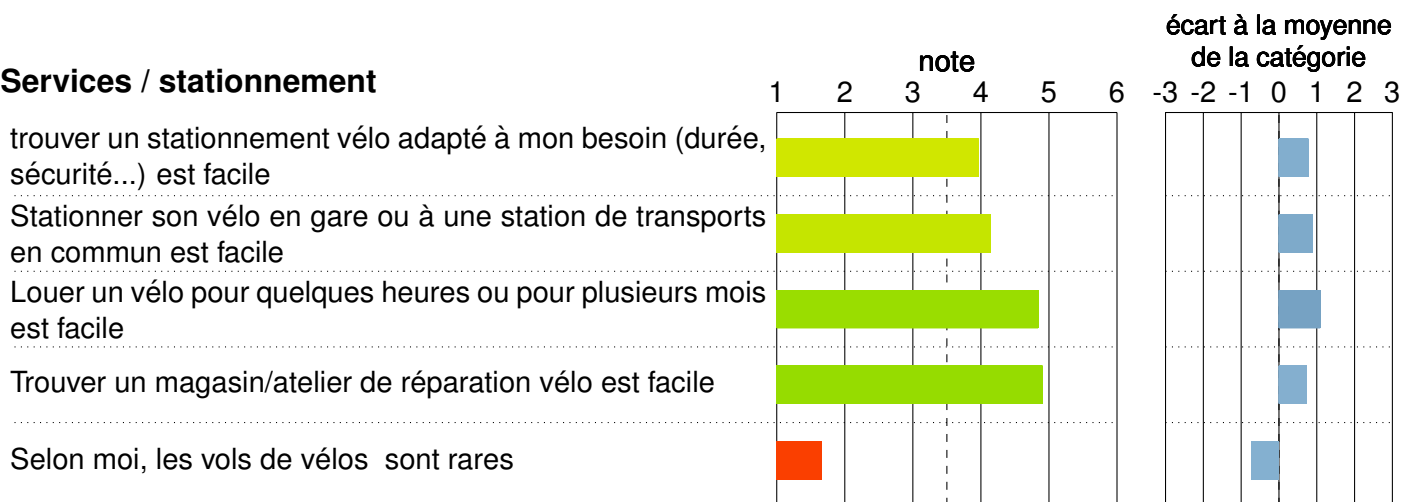 écart à la moyenne
note de la catégorie
Services / stationnement
1 2 3 4 5 6 -3 -2 -1 0 1 2 3
trouver un stationnement vélo adapté à mon besoin (durée,
sécurité...) est facile
Stationner son vélo en gare ou à une station de transports
en commun est facile
Louer un vélo pour quelques heures ou pour plusieurs mois
est facile
Trouver un magasin/atelier de réparation vélo est facile
Selon moi, les vols de vélos sont rares